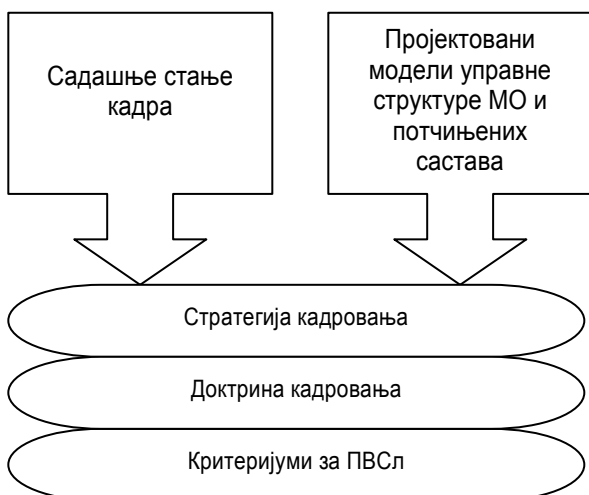 Садашње стање
кадра
Пројектовани
модели управне
структуре МО и
потчињених
састава
Стратегија кадровања
Доктрина кадровања
Критеријуми за ПВСл